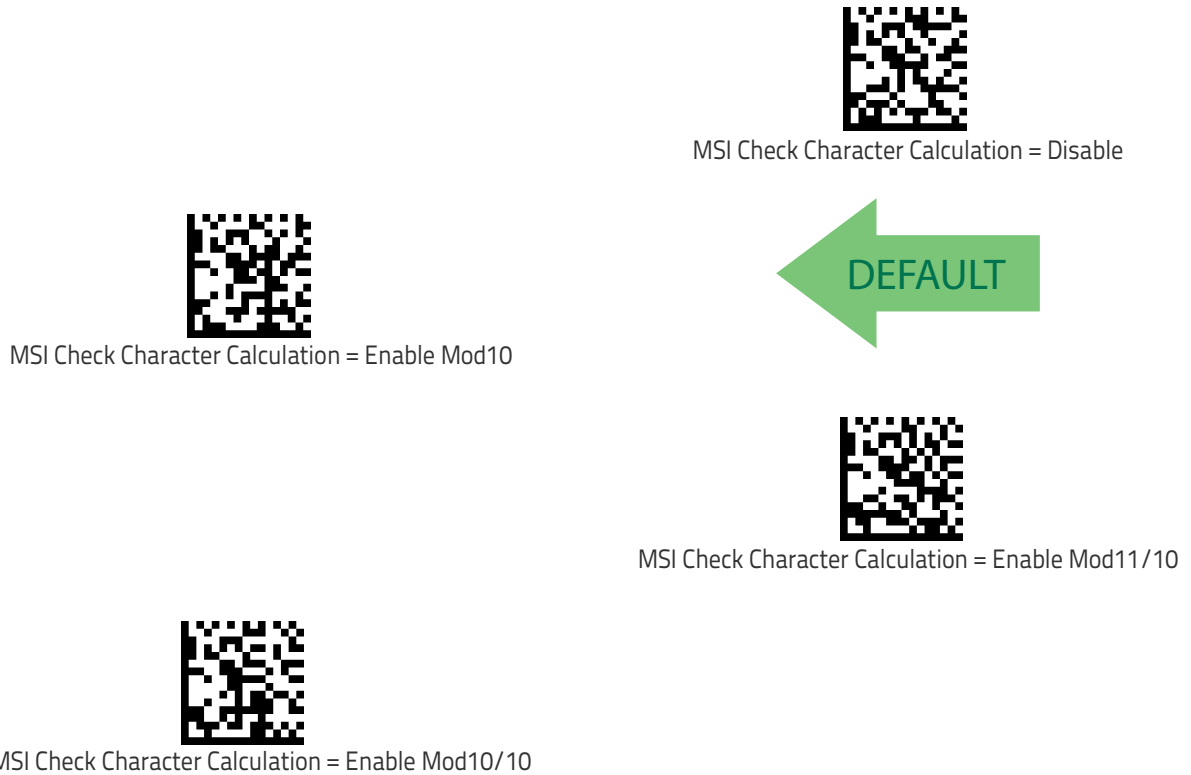 MSI Check Character Calculation = Disable
DEFAULT
MSI Check Character Calculation = Enable Mod10
MSI Check Character Calculation = Enable Mod11/10
MSI Check Character Calculation = Enable Mod10/10